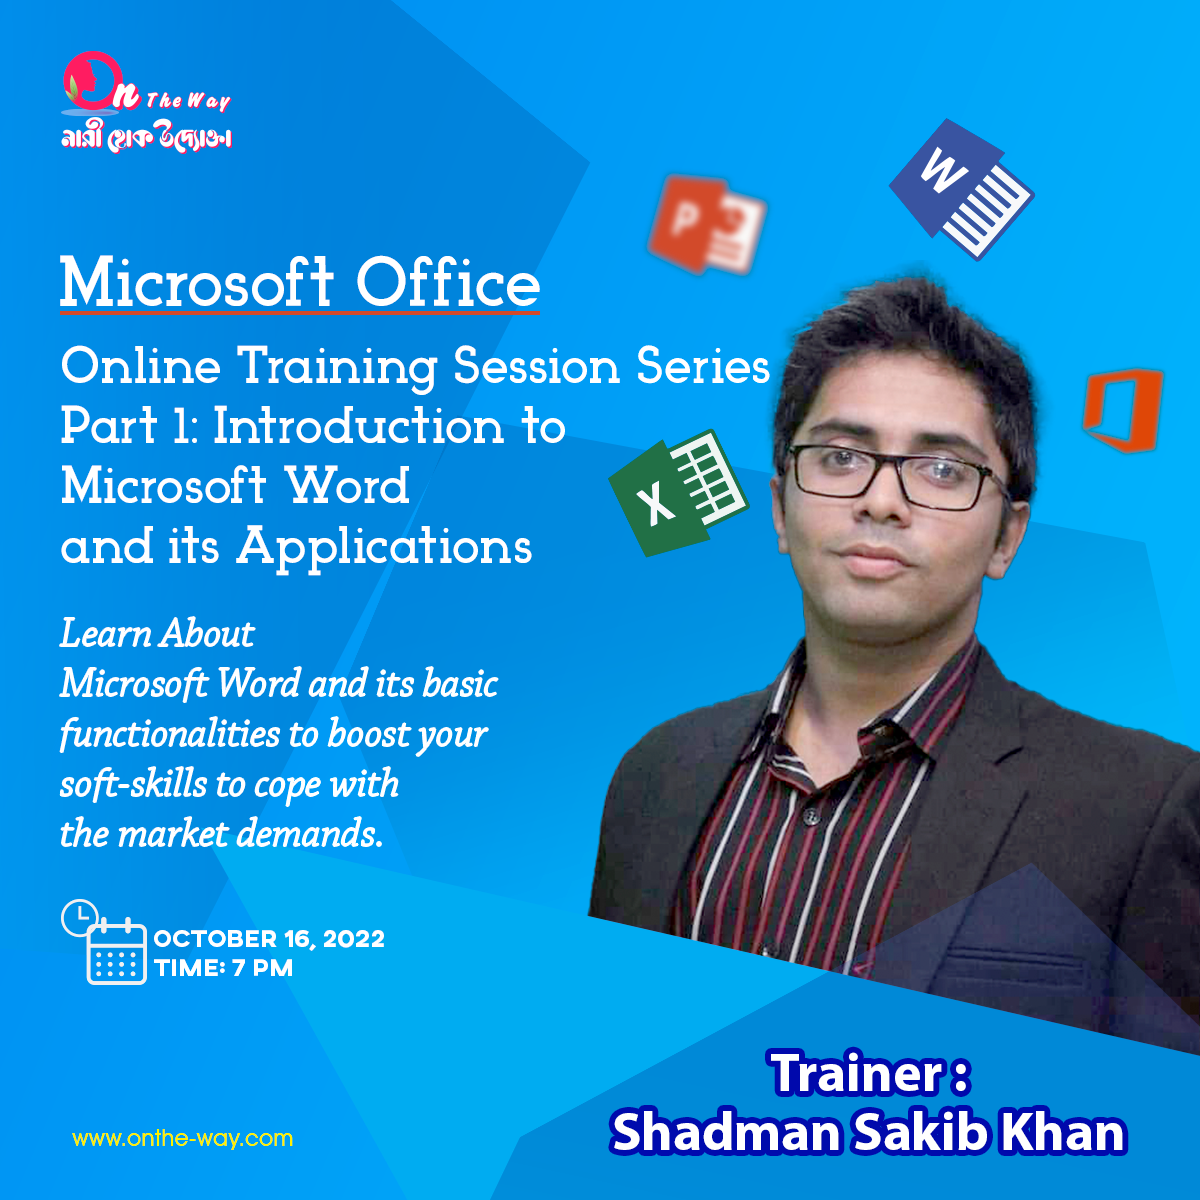 On The Way
নারী হোক উদ্যোক্তা
Microsoft Office
Online Training Session Series
Part 1: Introduction to
Microsoft Word
and its Applications
Learn About
Microsoft Word and its basic
functionalities to boost your
soft-skills to cope with
the market demands.
OCTOBER 16, 2022
TIME: 7 PM
P
W
X
Trainer :
Shadman Sakib Khan
www.onthe-way.com